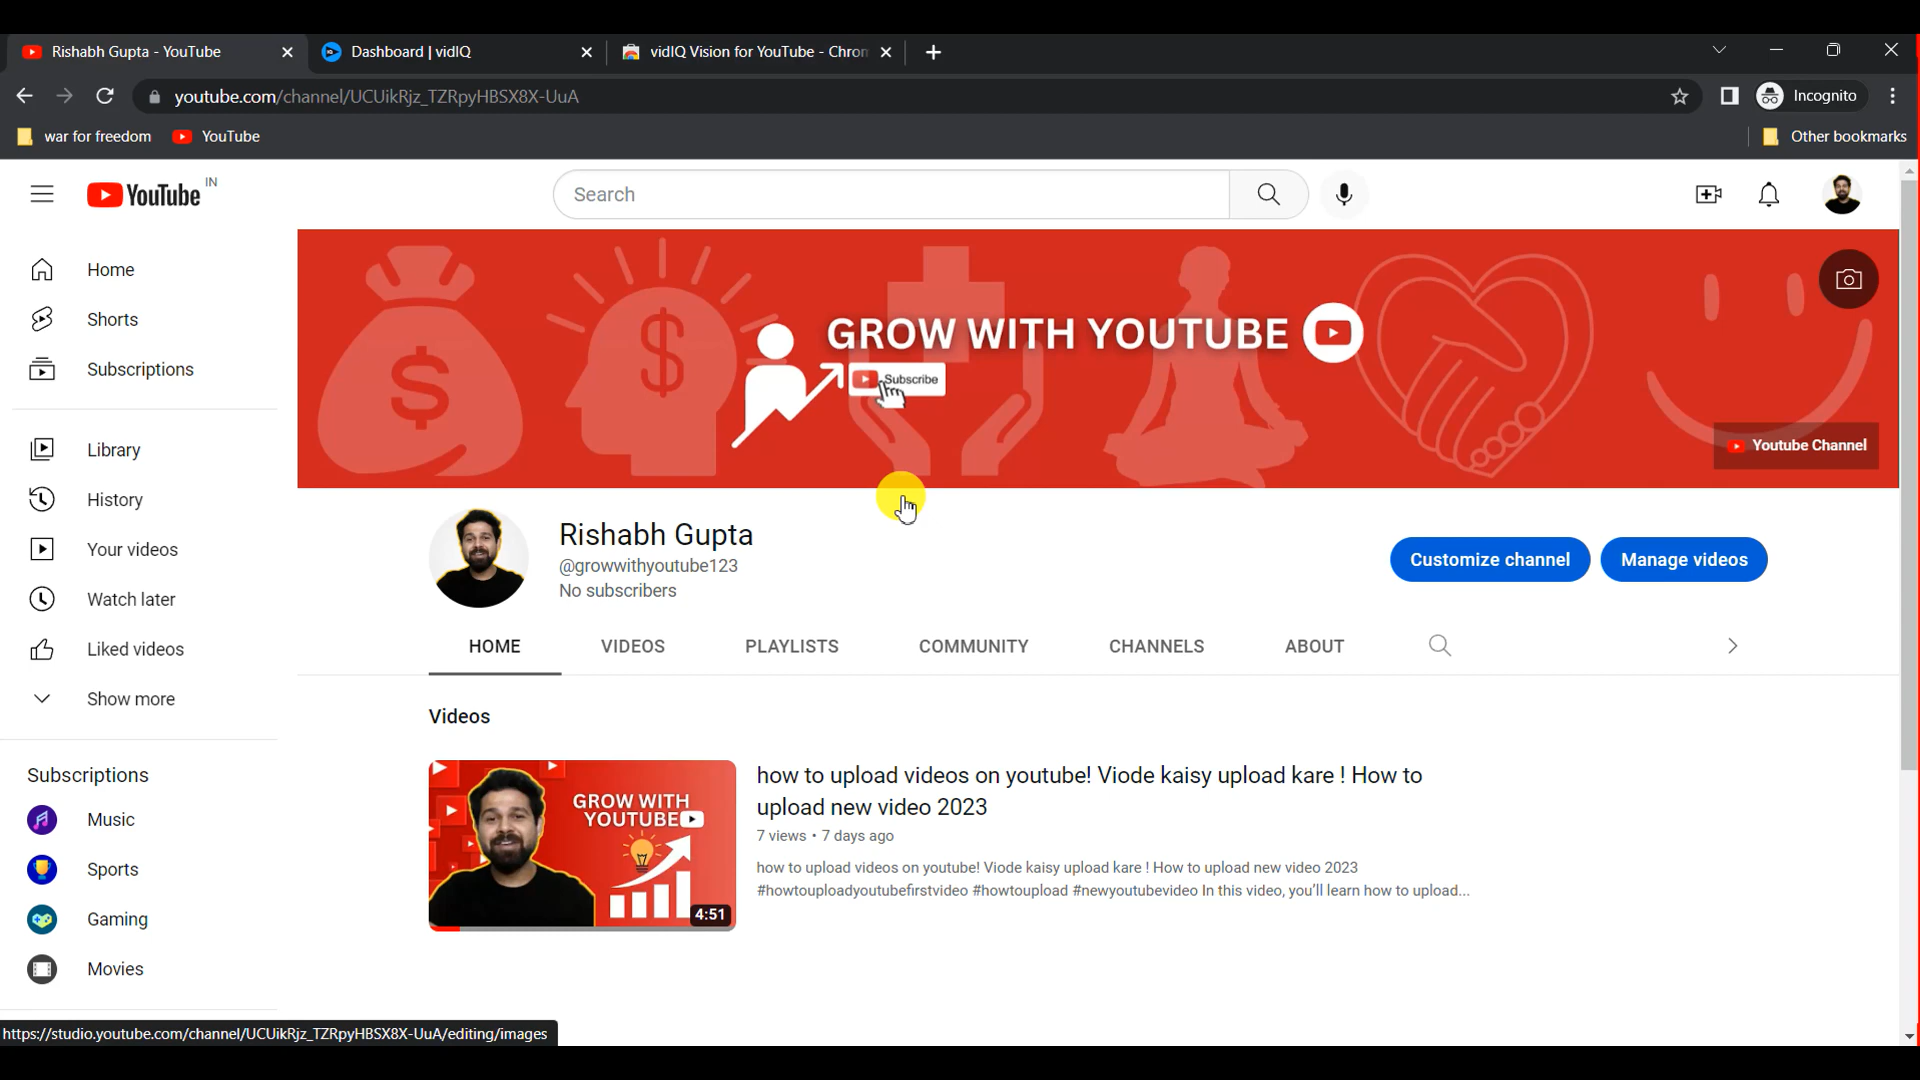 Rishabh Gupta - YouTube
Dashboard | vidIQ
vidIQ Vision for YouTube - Chrom
youtube.com/channel/UCUikRjz_TZRpyHBSX8X-UuA
Incognito
war for freedom
YouTube
Other bookmarks
YouTube IN
Search
Home
Shorts
Subscriptions
Library
History
Your videos
Watch later
Liked videos
Show more
Subscriptions
Music
Sports
Gaming
Movies
GROW WITH YOUTUBE
Subscribe
Youtube Channel
Rishabh Gupta
@growwithyoutube123
No subscribers
Customize channel
Manage videos
HOME VIDEOS PLAYLISTS COMMUNITY CHANNELS ABOUT
Videos
GROW WITH
YOUTUBE
4:51
how to upload videos on youtube! Viode kaisy upload kare ! How to
upload new video 2023
7 views • 7 days ago
how to upload videos on youtube! Viode kaisy upload kare ! How to upload new video 2023
#howtouploadyoutubefirstvideo #howtoupload #newyoutubevideo In this video, you'll learn how to upload...
https://studio.youtube.com/channel/UCUikRjz_TZRpyHBSX8X-UuA/editing/images